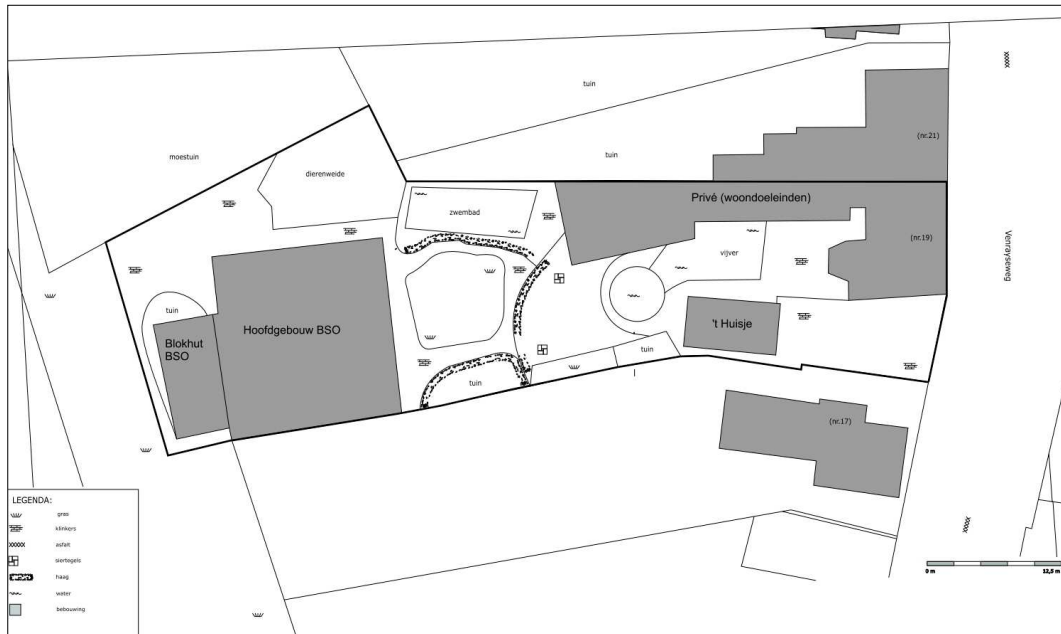 tuin
(nr.21)
moestuin
tuin
dierenweide
Privé (woondoeleinden)
zwembad
(nr.19)
vijver
Venrayseweg
tuin
Hoofdgebouw BSO
't Huisje
Blokhut
BSO
tuin
tuin
(nr.17)
LEGENDA:
gras
klinkers
asfalt
siertegels
haag
water
bebouwing
0 m
12,5 m